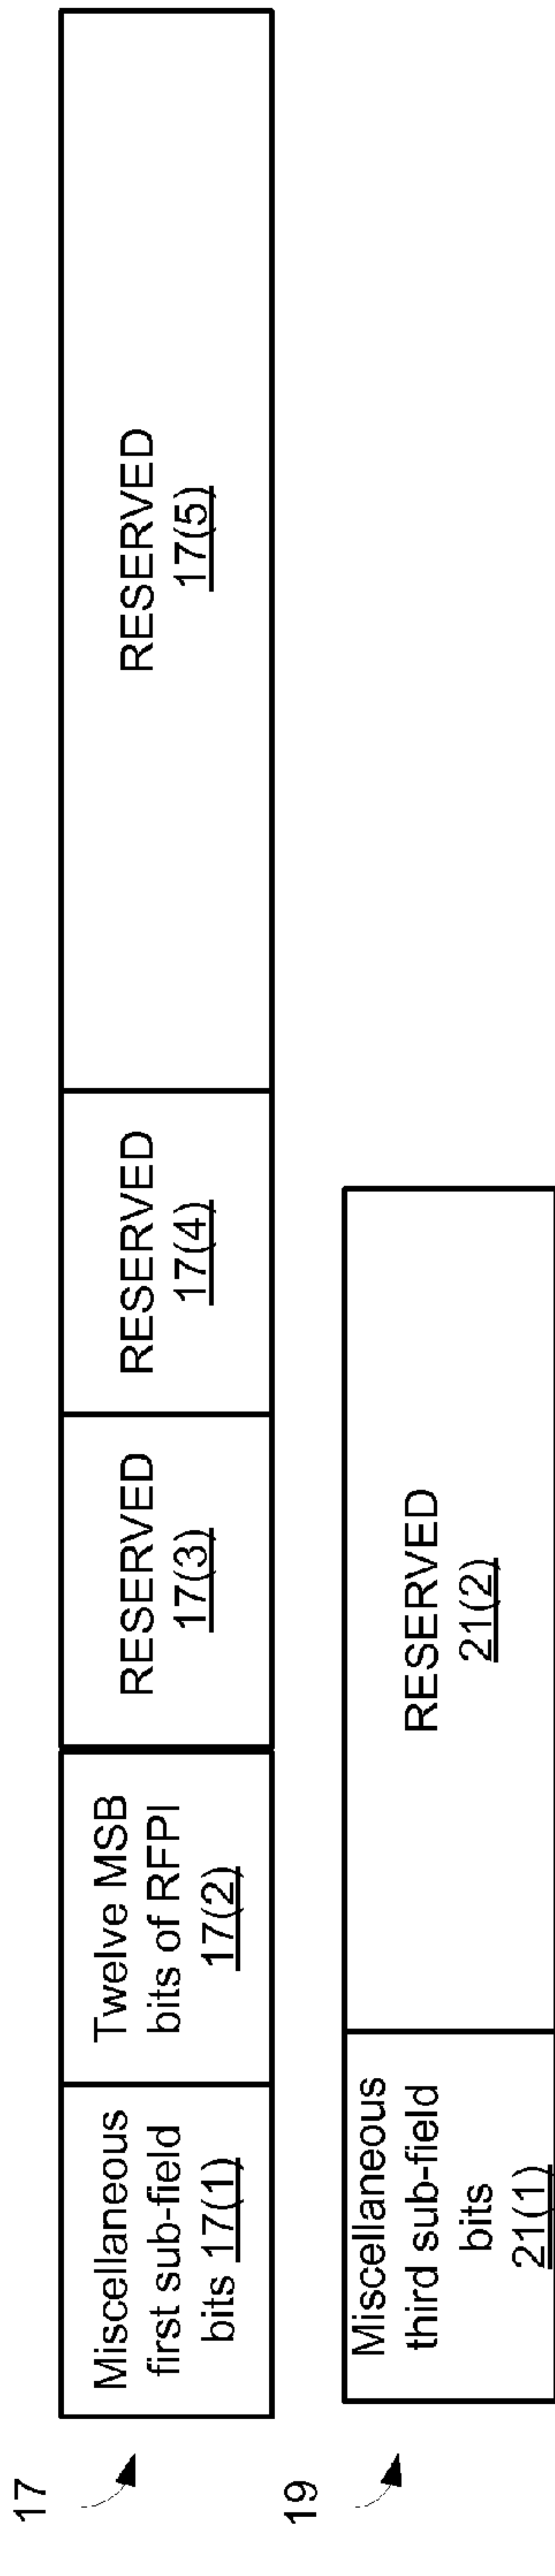 17
Miscellaneous
first sub-field
bits 17(1)
Twelve MSB
bits of RFPI
17(2)
RESERVED
17(3)
RESERVED
17(4)
RESERVED
17(5)
19
Miscellaneous
third sub-field
bits
21(1)
RESERVED
21(2)